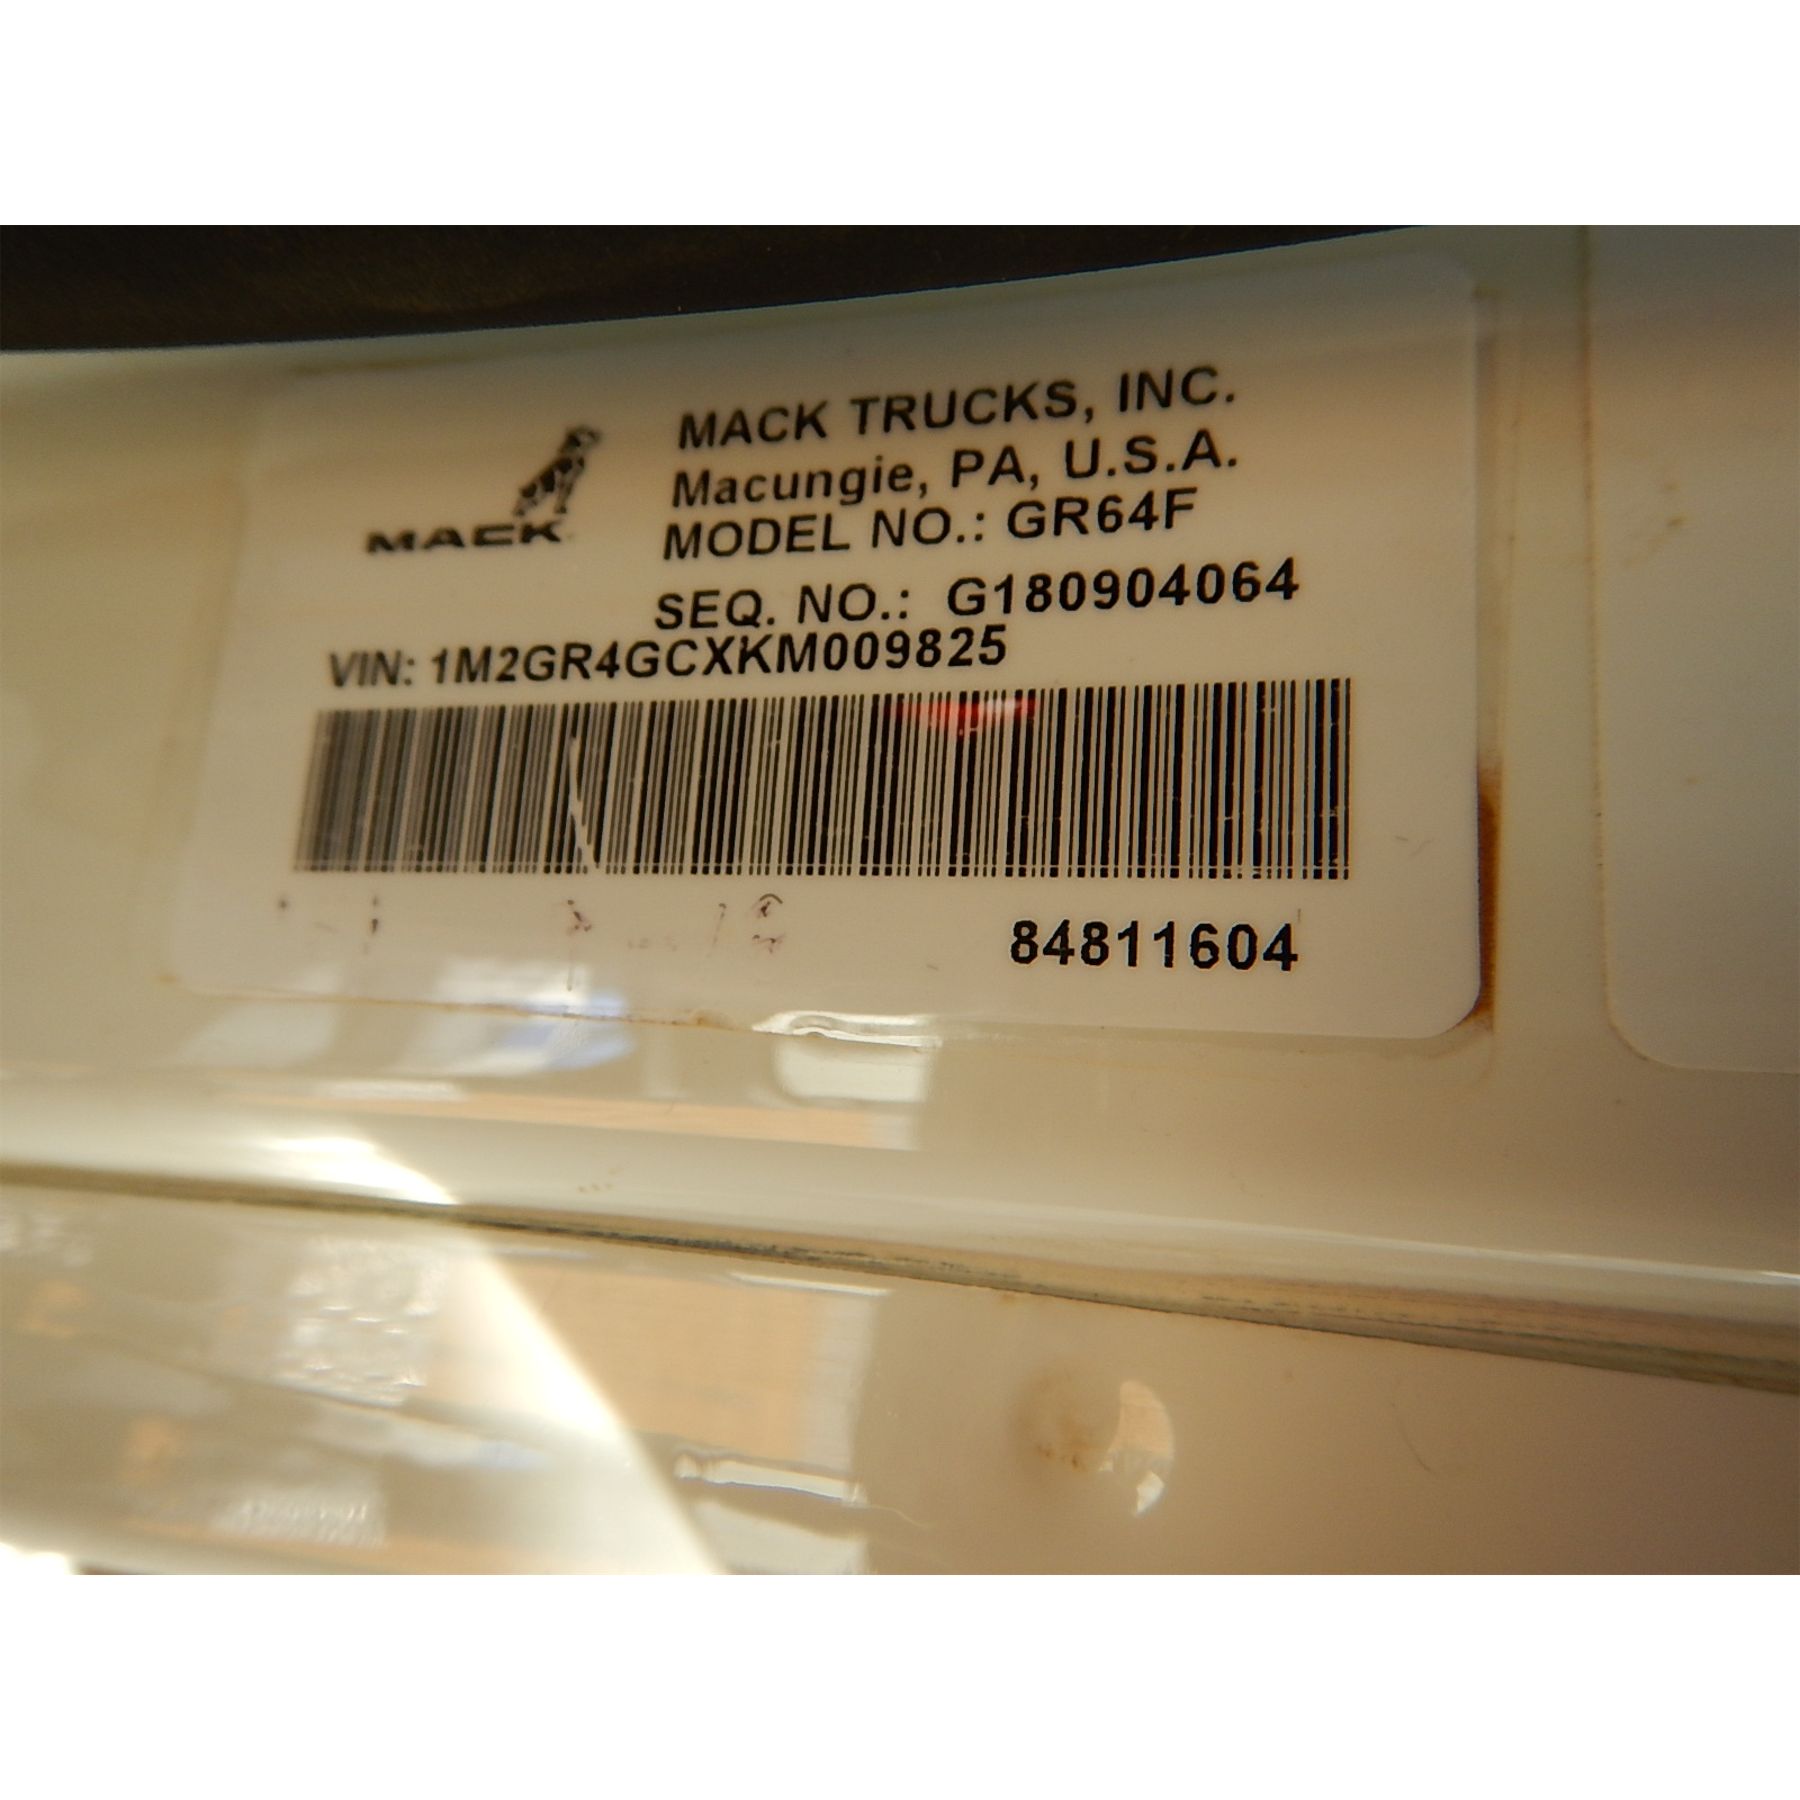 MACK TRUCKS, INC.
Macungie, PA, U.S.A.
MACK
MODEL NO.: GR64F
SEQ. NO.: G180904064
VIN: 1M2GR4GCXKM009825
84811604